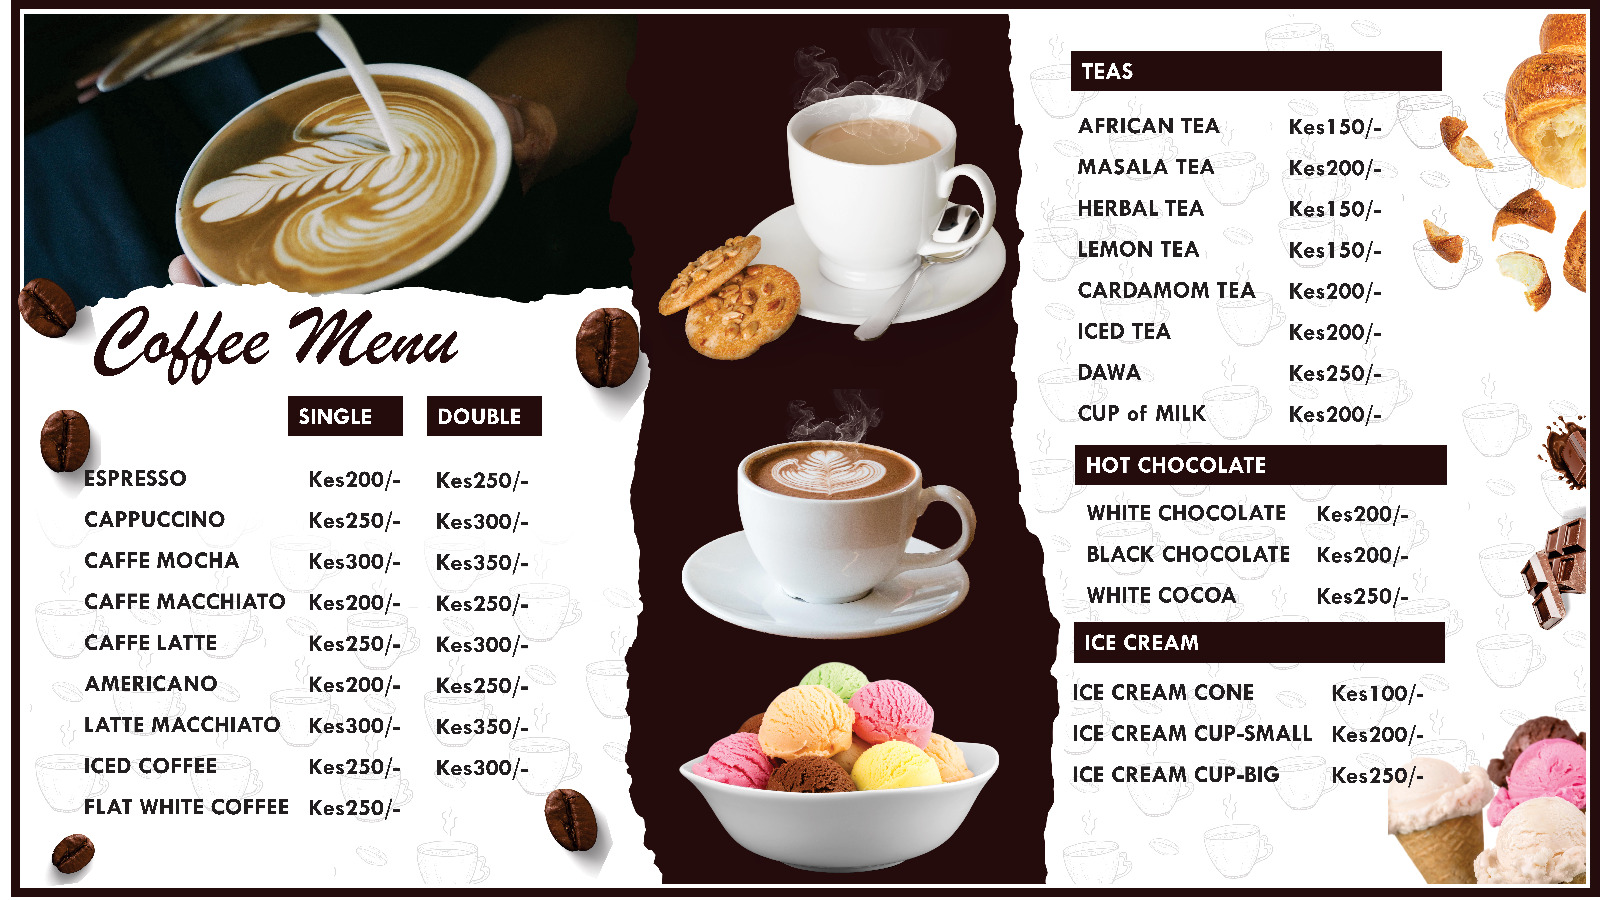 Coffee Menu
SINGLE DOUBLE
ESPRESSO Kes200/- Kes250/-
CAPPUCCINO Kes250/- Kes300/-
CAFFE MOCHA Kes300/- Kes350/-
CAFFE MACCHIATO Kes200/- Kes250/-
CAFFE LATTE Kes250/- Kes300/-
AMERICANO Kes200/- Kes250/-
LATTE MACCHIATO Kes300/- Kes350/-
ICED COFFEE Kes250/- Kes300/-
FLAT WHITE COFFEE Kes250/-
TEAS
AFRICAN TEA Kes150/-
MASALA TEA Kes200/-
HERBAL TEA Kes150/-
LEMON TEA Kes150/-
CARDAMOM TEA Kes200/-
ICED TEA Kes200/-
DAWA Kes250/-
CUP of MILK Kes200/-
HOT CHOCOLATE
WHITE CHOCOLATE Kes200/-
BLACK CHOCOLATE Kes200/-
WHITE COCOA Kes250/-
ICE CREAM
ICE CREAM CONE Kes100/-
ICE CREAM CUP-SMALL Kes200/-
ICE CREAM CUP-BIG Kes250/-